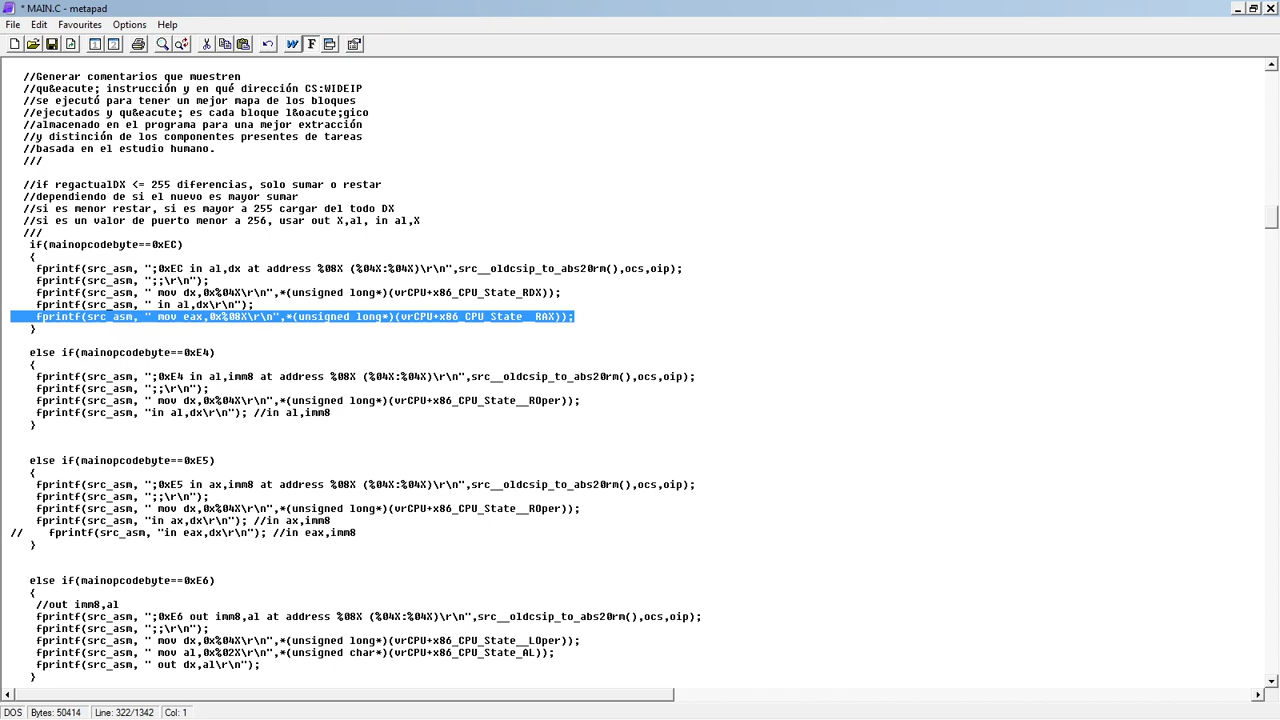 * MAIN.C - metapad
File Edit Favourites Options Help
//Generar comentarios que muestren
//qu&eacute; instrucción y en qué dirección CS:WIDEIP
//se ejecutó para tener un mejor mapa de los bloques
//ejecutados y qu&eacute; es cada bloque l&oacute;gico
//almacenado en el programa para una mejor extracción
//y distinción de los componentes presentes de tareas
//basada en el estudio humano.
///
//if regactualDX <= 255 diferencias, solo sumar o restar
//dependiendo de si el nuevo es mayor sumar
//si es menor restar, si es mayor a 255 cargar del todo DX
//si es un valor de puerto menor a 256, usar out X,al, in al,X
///
if(mainopcodebyte==0xEC)
{
fprintf(src_asm, ";0xEC in al,dx at address %08X (%04X:%04X)\r\n",src__oldcsip_to_abs20rm(),ocs,oip);
fprintf(src_asm, ";;\r\n");
fprintf(src_asm, " mov dx,0x%04X\r\n",*(unsigned long*)(vrCPU+x86_CPU_State_RDX));
fprintf(src_asm, " in al,dx\r\n");
fprintf(src_asm, " mov eax,0x%08X\r\n",*(unsigned long*)(vrCPU+x86_CPU_State__RAX));
}
else if(mainopcodebyte==0xE4)
{
fprintf(src_asm, ";0xE4 in al,imm8 at address %08X (%04X:%04X)\r\n",src__oldcsip_to_abs20rm(),ocs,oip);
fprintf(src_asm, ";;\r\n");
fprintf(src_asm, " mov dx,0x%04X\r\n",*(unsigned long*)(vrCPU+x86_CPU_State__ROper));
fprintf(src_asm, "in al,dx\r\n"); //in al,imm8
}
else if(mainopcodebyte==0xE5)
{
fprintf(src_asm, ";0xE5 in ax,imm8 at address %08X (%04X:%04X)\r\n",src__oldcsip_to_abs20rm(),ocs,oip);
fprintf(src_asm, ";;\r\n");
fprintf(src_asm, " mov dx,0x%04X\r\n",*(unsigned long*)(vrCPU+x86_CPU_State__ROper));
fprintf(src_asm, "in ax,dx\r\n"); //in ax,imm8
// fprintf(src_asm, "in eax,dx\r\n"); //in eax,imm8
}
else if(mainopcodebyte==0xE6)
{
//out imm8,al
fprintf(src_asm, ";0xE6 out imm8,al at address %08X (%04X:%04X)\r\n",src__oldcsip_to_abs20rm(),ocs,oip);
fprintf(src_asm, ";;\r\n");
fprintf(src_asm, " mov dx,0x%04X\r\n",*(unsigned long*)(vrCPU+x86_CPU_State__LOper));
fprintf(src_asm, " mov al,0x%02X\r\n",*(unsigned char*)(vrCPU+x86_CPU_State_AL));
fprintf(src_asm, " out dx,al\r\n");
}
DOS Bytes: 50414 Line: 322/1342 Col: 1